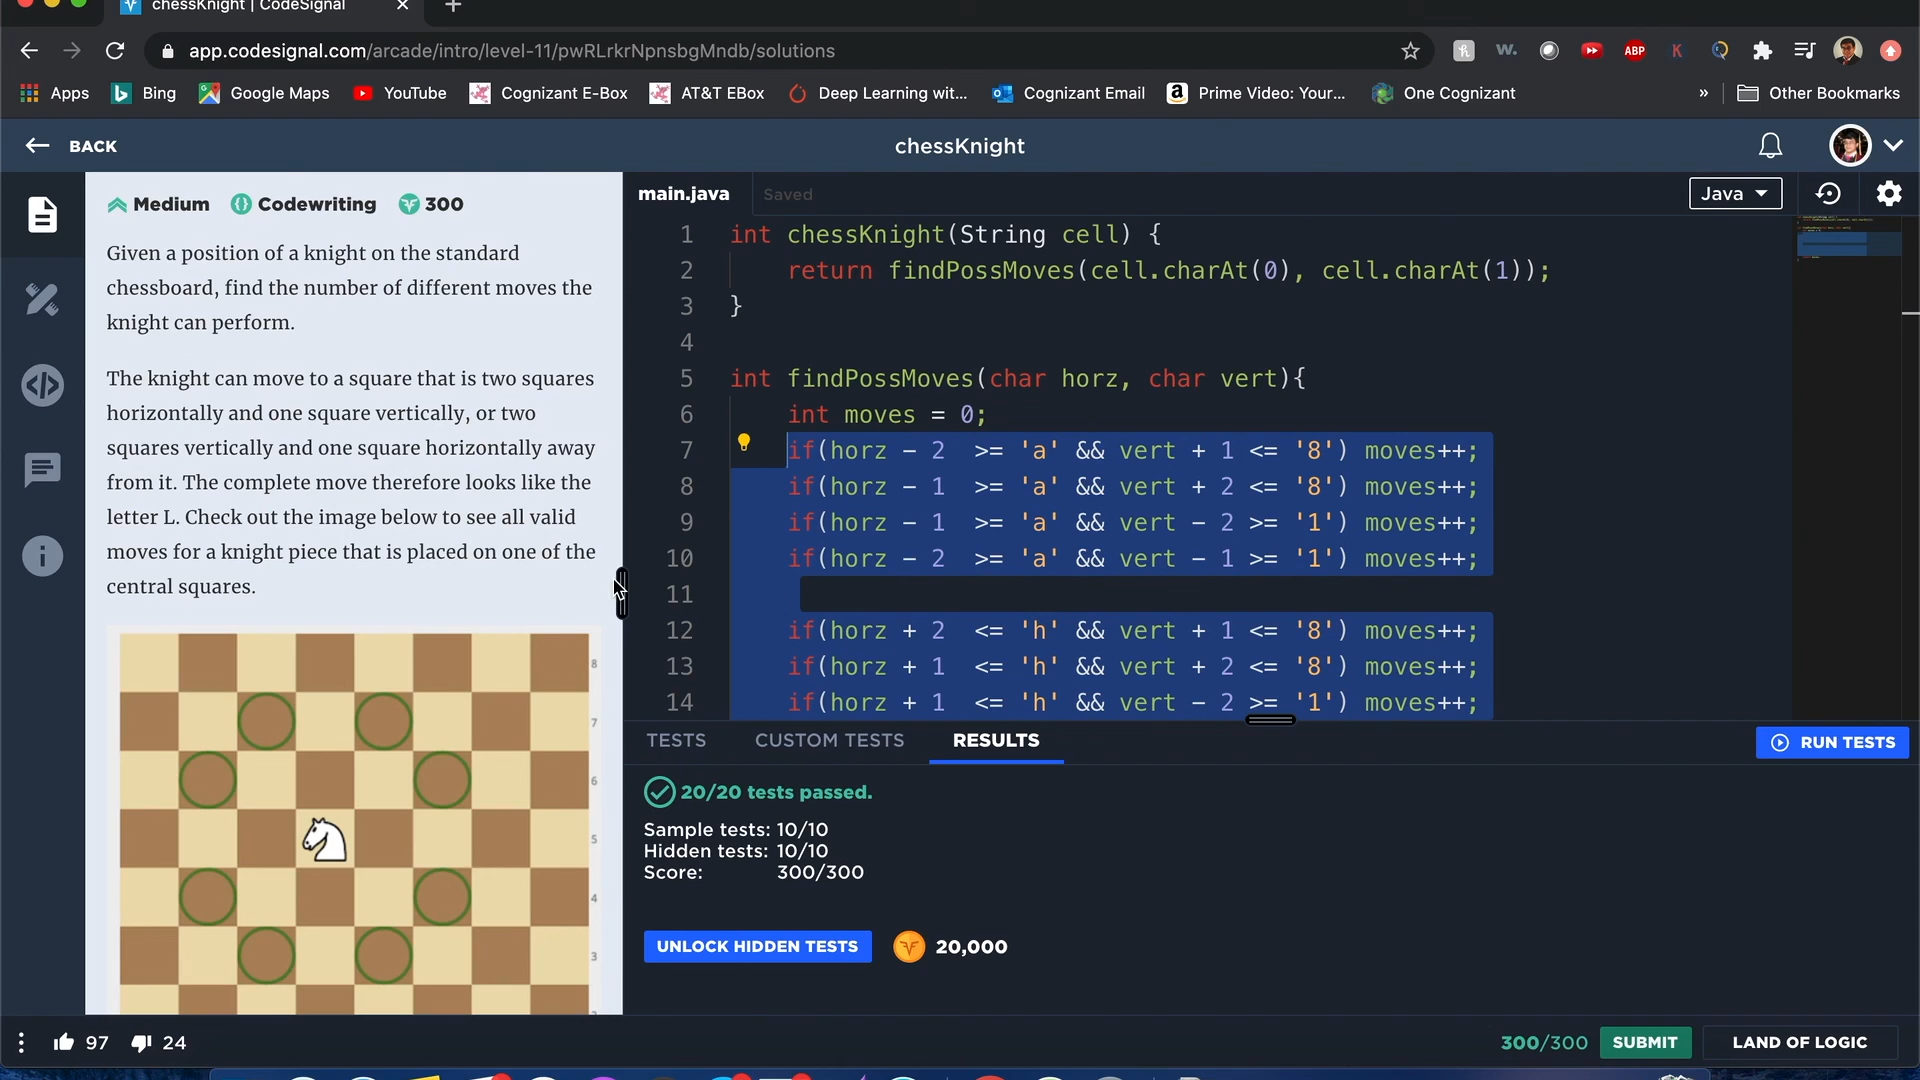 chessKnight | CodeSignal
app.codesignal.com/arcade/intro/level-11/pwRLrkrNpnsbgMndb/solutions
Apps Bing Google Maps YouTube Cognizant E-Box AT&T EBox Deep Learning wit... Cognizant Email Prime Video: Your... One Cognizant » Other Bookmarks
BACK chessKnight
Medium Codewriting 300
Given a position of a knight on the standard
chessboard, find the number of different moves the
knight can perform.
The knight can move to a square that is two squares
horizontally and one square vertically, or two
squares vertically and one square horizontally away
from it. The complete move therefore looks like the
letter L. Check out the image below to see all valid
moves for a knight piece that is placed on one of the
central squares.
8
7
6
5
4
3
main.java Saved Java
1 int chessKnight(String cell) {
2 return findPossMoves(cell.charAt(0), cell.charAt(1));
3 }
4
5 int findPossMoves(char horz, char vert){
6 int moves = 0;
7 if(horz - 2 >= 'a' && vert + 1 <= '8') moves++;
8 if(horz - 1 >= 'a' && vert + 2 <= '8') moves++;
9 if(horz - 1 >= 'a' && vert - 2 >= '1') moves++;
10 if(horz - 2 >= 'a' && vert - 1 >= '1') moves++;
11
12 if(horz + 2 <= 'h' && vert + 1 <= '8') moves++;
13 if(horz + 1 <= 'h' && vert + 2 <= '8') moves++;
14 if(horz + 1 <= 'h' && vert - 2 >= '1') moves++;
TESTS CUSTOM TESTS RESULTS RUN TESTS
20/20 tests passed.
Sample tests: 10/10
Hidden tests: 10/10
Score: 300/300
UNLOCK HIDDEN TESTS 20,000
97 24 300/300 SUBMIT LAND OF LOGIC